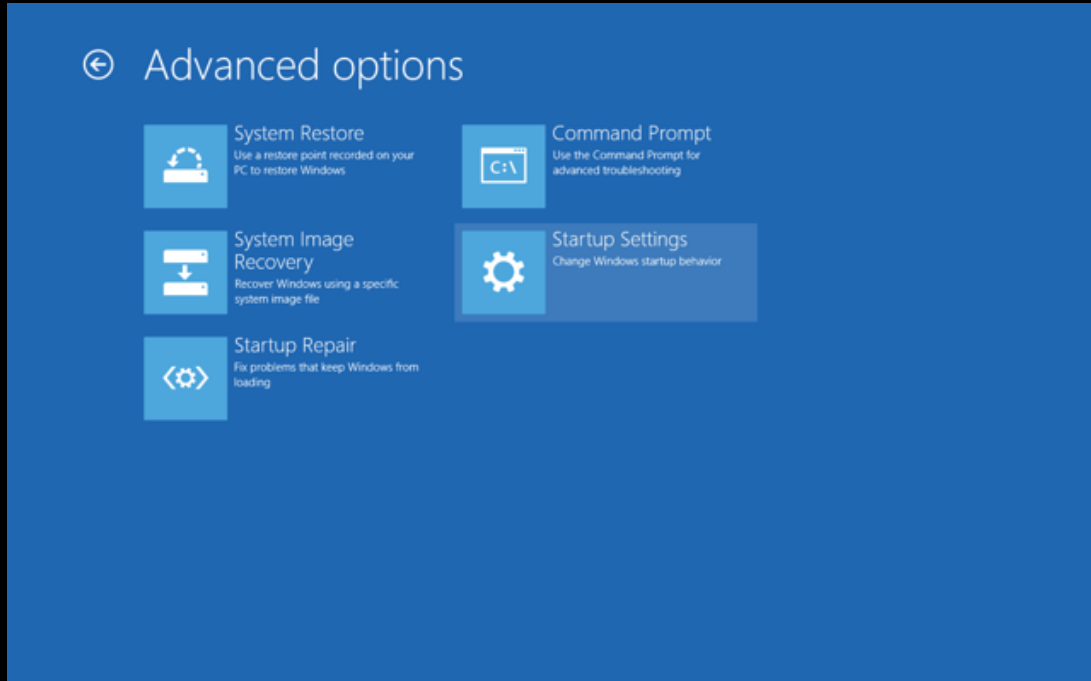 Advanced options
System Restore
Use a restore point recorded on your
PC to restore Windows
System Image
Recovery
Recover Windows using a specific
system image file
Startup Repair
Fix problems that keep Windows from
loading
Command Prompt
Use the Command Prompt for
advanced troubleshooting
C:\
Startup Settings
Change Windows startup behavior